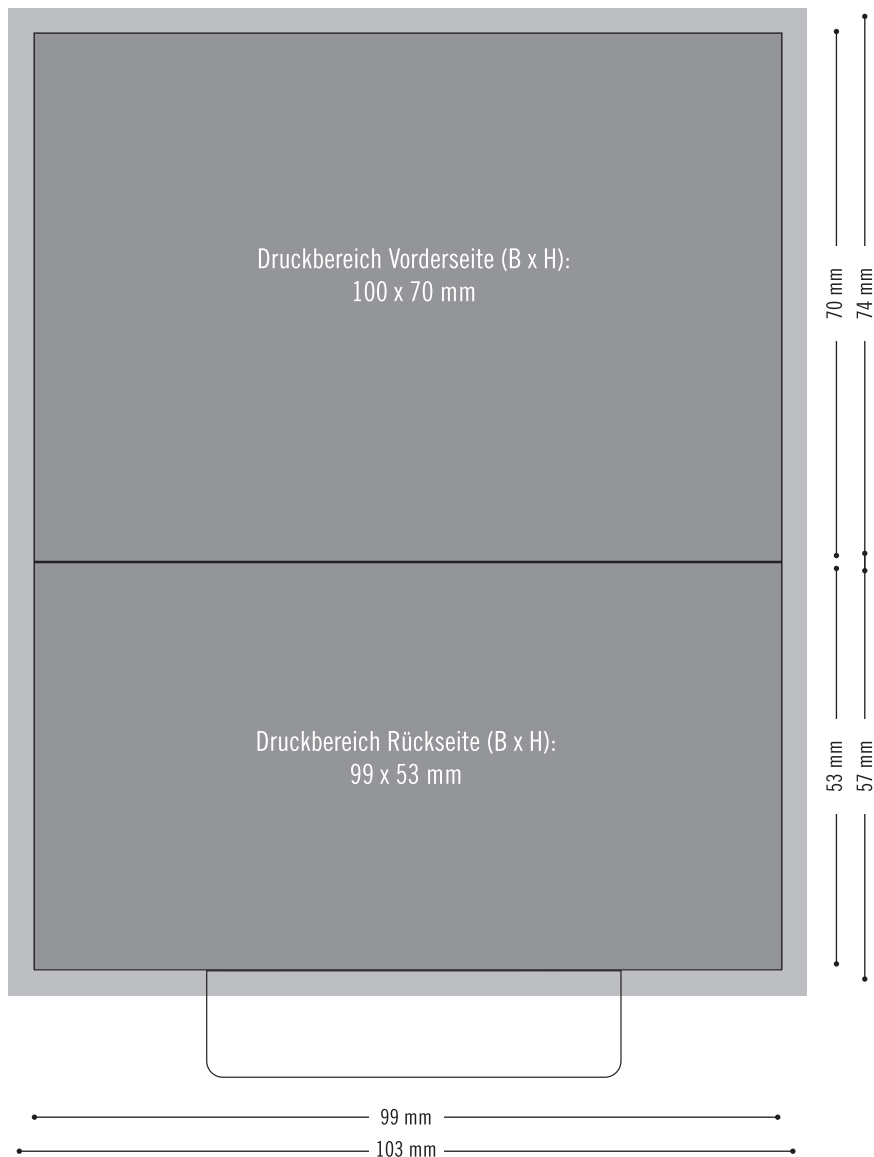 Druckbereich Vorderseite (B x H):
100 x 70 mm
70 mm
74 mm
Druckbereich Rückseite (B x H):
99 x 53 mm
53 mm
57 mm
99 mm
103 mm